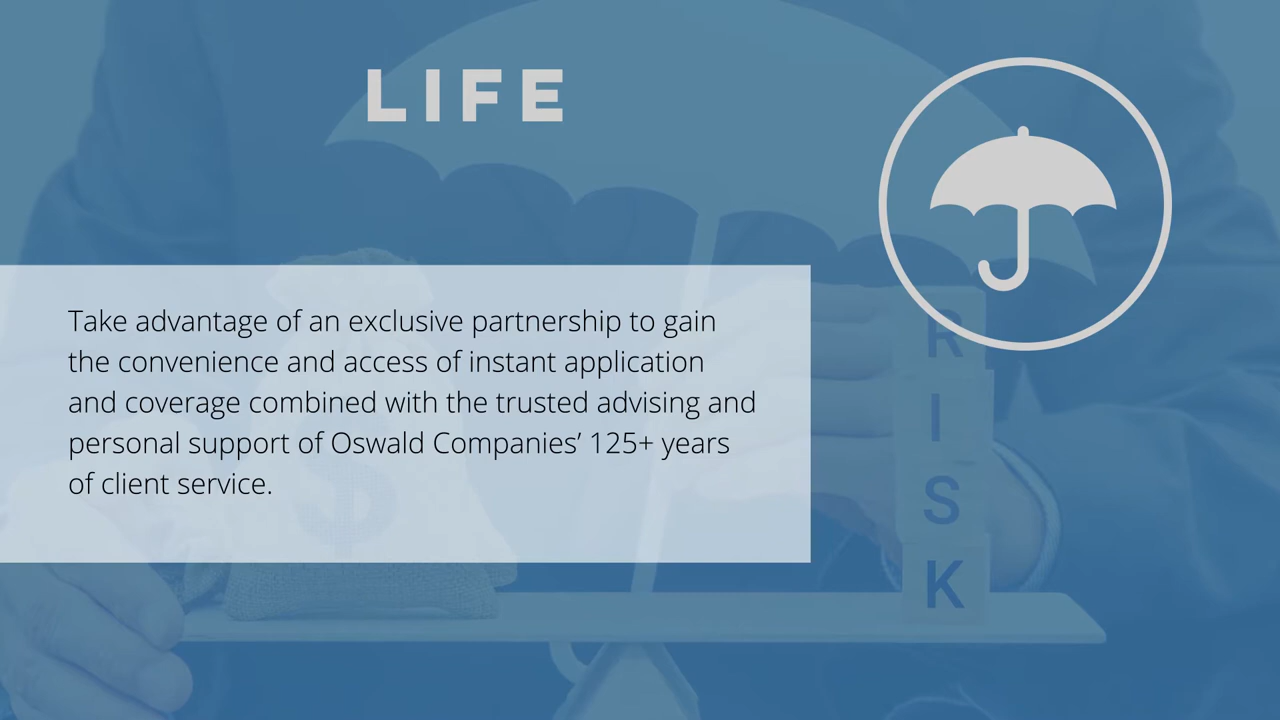 LIFE
Take advantage of an exclusive partnership to gain
the convenience and access of instant application
and coverage combined with the trusted advising and
personal support of Oswald Companies’ 125+ years
of client service.
$
R
I
S
K